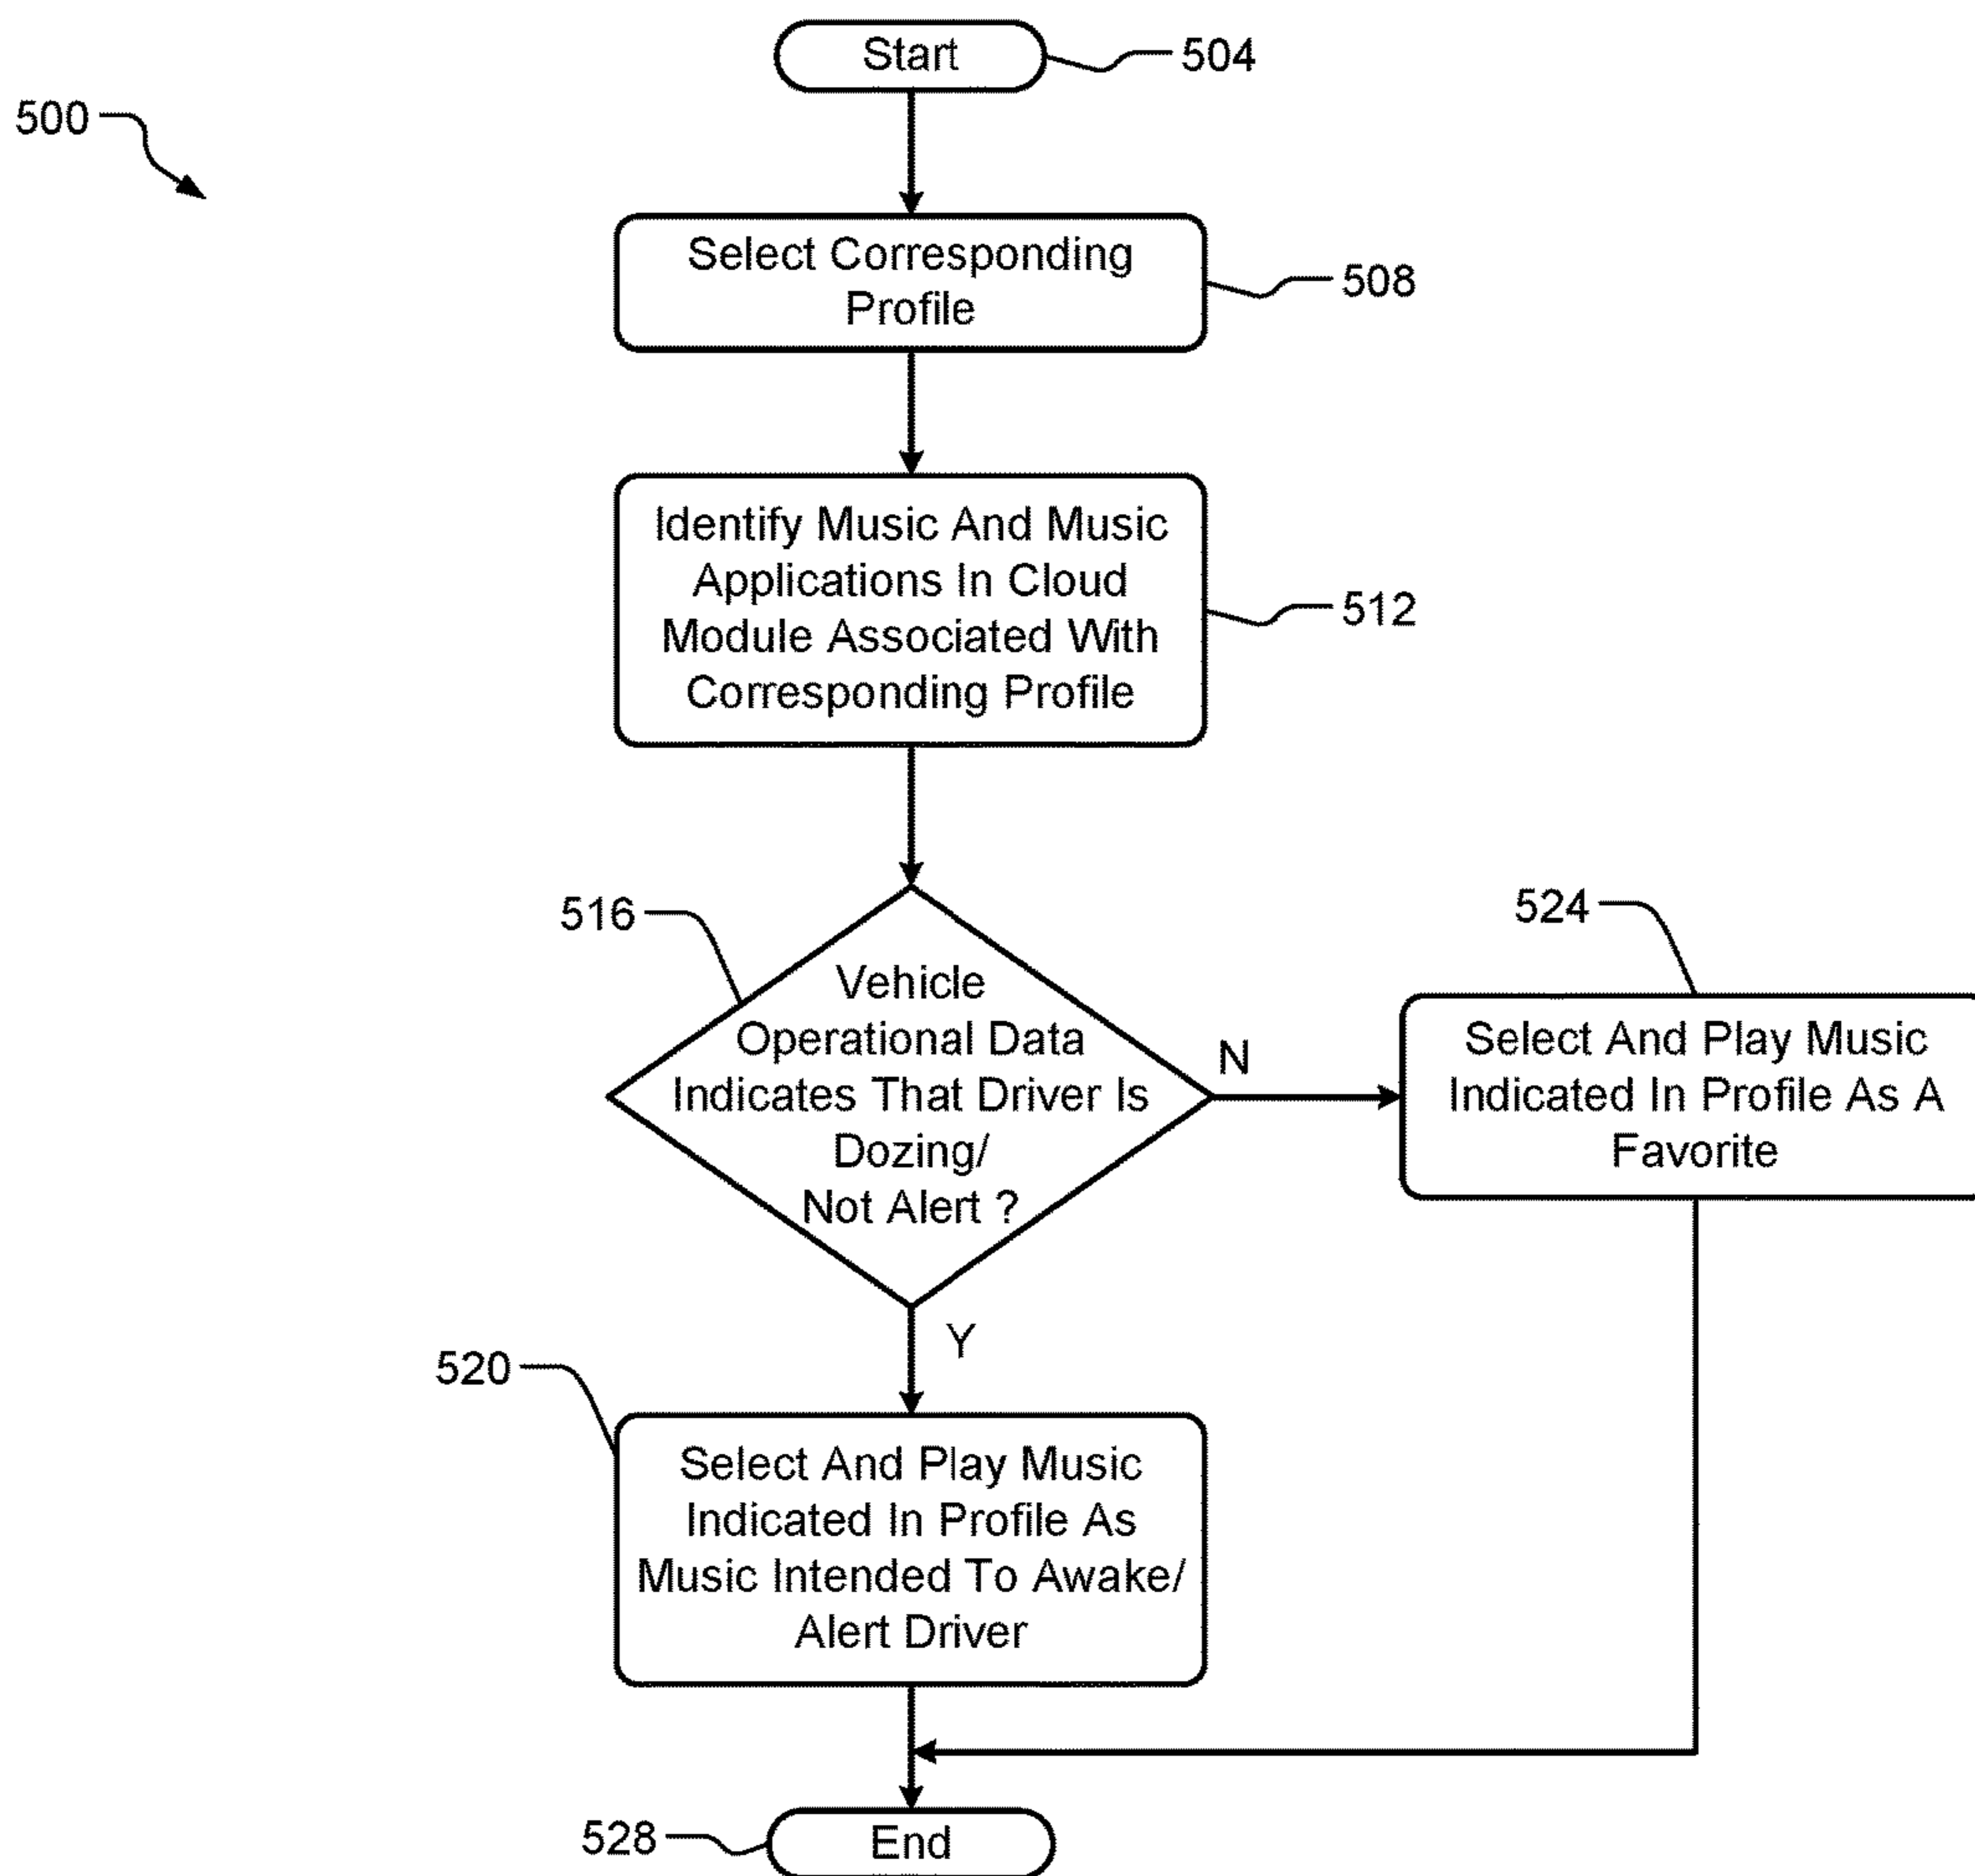 Start
504
500
Select Corresponding
Profile
508
Identify Music And Music
Applications In Cloud
Module Associated With
Corresponding Profile
512
516
Vehicle
Operational Data
Indicates That Driver Is
Dozing/
Not Alert ?
N
524
Select And Play Music
Indicated In Profile As A
Favorite
Y
520
Select And Play Music
Indicated In Profile As
Music Intended To Awake/
Alert Driver
528
End